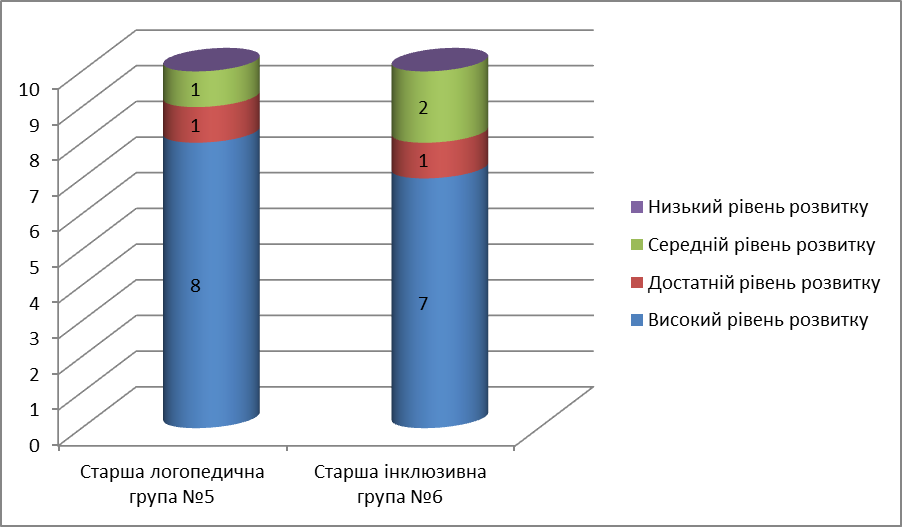 10
9
8
7
6
5
4
3
2
1
0
1
1
8
2
1
7
Старша логопедична
група №5
Старша інклюзивна
група №6
Низький рівень розвитку
Середній рівень розвитку
Достатній рівень розвитку
Високий рівень розвитку